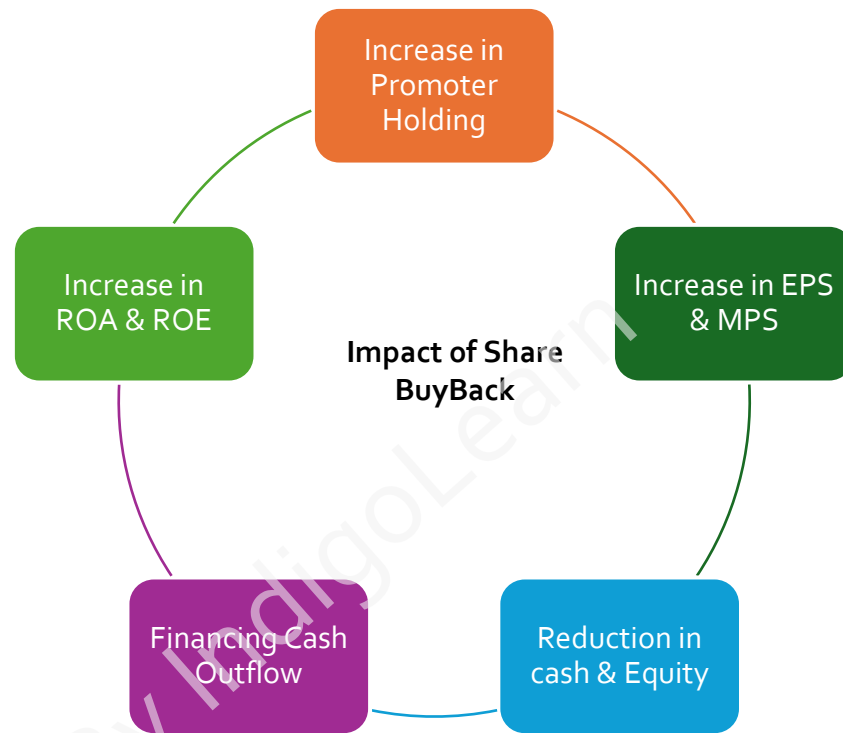 Increase in
Promoter
Holding
Increase in EPS
& MPS
Reduction in
cash & Equity
Financing Cash
Outflow
Increase in
ROA & ROE
Impact of Share
BuyBack
By IndigoLearn